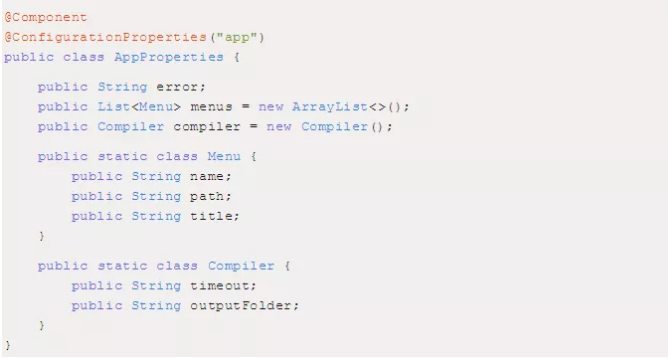 @Component
@ConfigurationProperties("app")
public class AppProperties {
    public String error;
    public List<Menu> menus = new ArrayList<>();
    public Compiler compiler = new Compiler();
    public static class Menu {
        public String name;
        public String path;
        public String title;
    }
    public static class Compiler {
        public String timeout;
        public String outputFolder;
    }
}